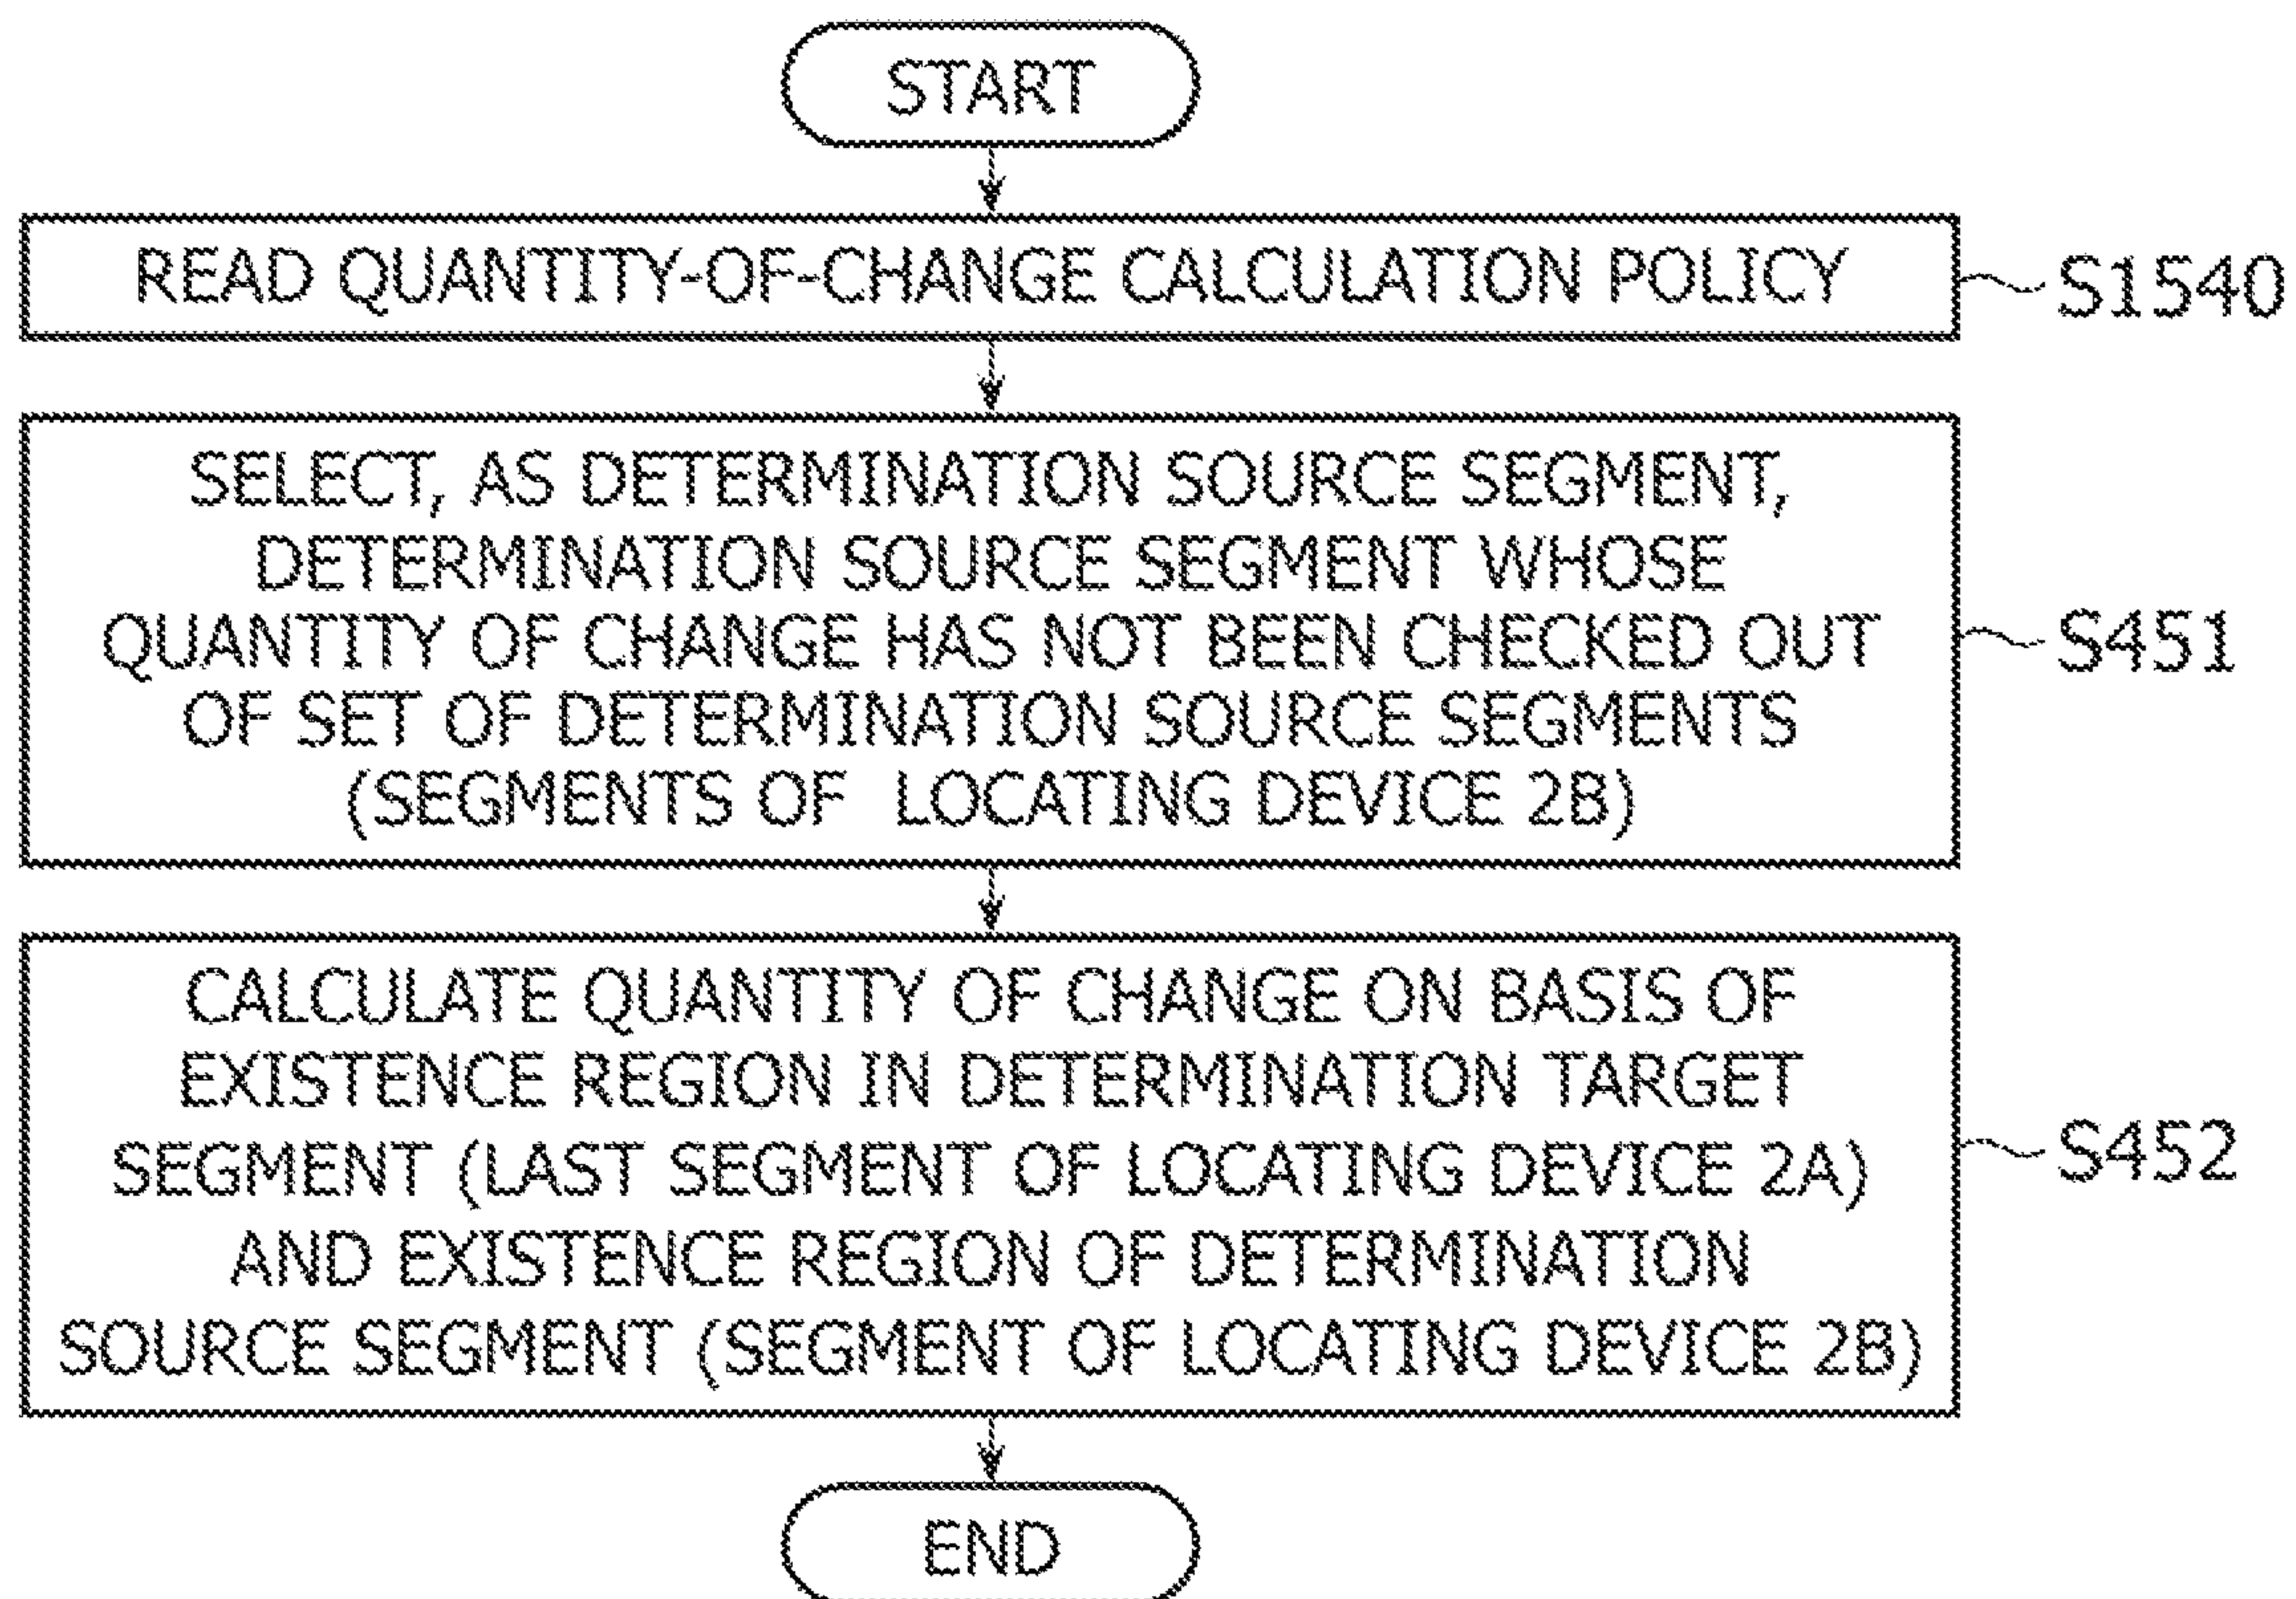 START
READ QUANTITY-OF-CHANGE CALCULATION POLICY
S1540
SELECT, AS DETERMINATION SOURCE SEGMENT,
DETERMINATION SOURCE SEGMENT WHOSE
QUANTITY OF CHANGE HAS NOT BEEN CHECKED OUT
OF SET OF DETERMINATION SOURCE SEGMENTS
(SEGMENTS OF LOCATING DEVICE 2B)
S451
CALCULATE QUANTITY OF CHANGE ON BASIS OF
EXISTENCE REGION IN DETERMINATION TARGET
SEGMENT (LAST SEGMENT OF LOCATING DEVICE 2A)
AND EXISTENCE REGION OF DETERMINATION
SOURCE SEGMENT (SEGMENT OF LOCATING DEVICE 2B)
S452
END